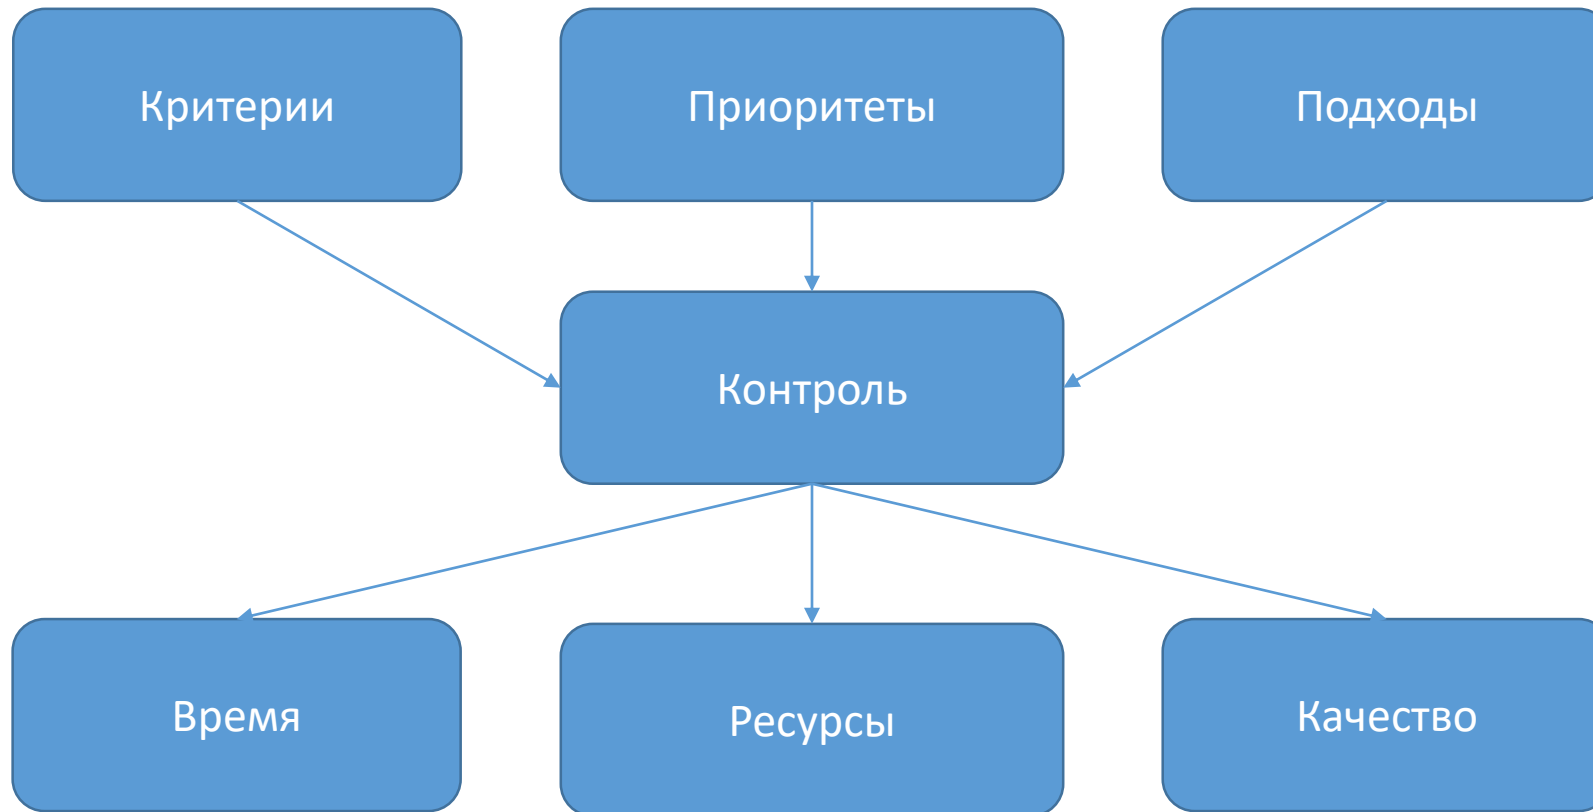 Критерии
Приоритеты
Подходы
Контроль
Время
Ресурсы
Качество